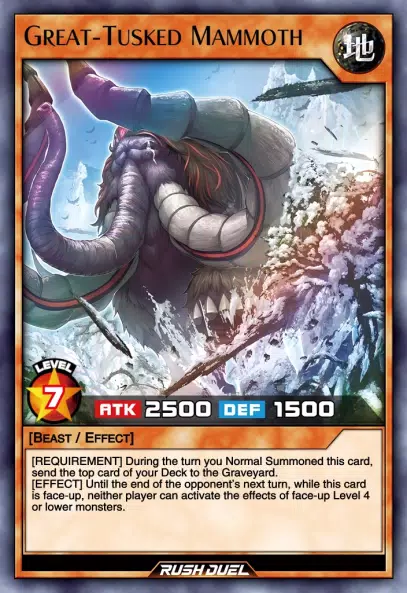 GREAT-TUSKED MAMMOTH
地
LEVEL
7
ATK 2500 DEF 1500
[BEAST / EFFECT]
[REQUIREMENT] During the turn you Normal Summoned this card,
send the top card of your Deck to the Graveyard.
[EFFECT] Until the end of the opponent's next turn, while this card
is face-up, neither player can activate the effects of face-up Level 4
or lower monsters.
RUSH DUEL